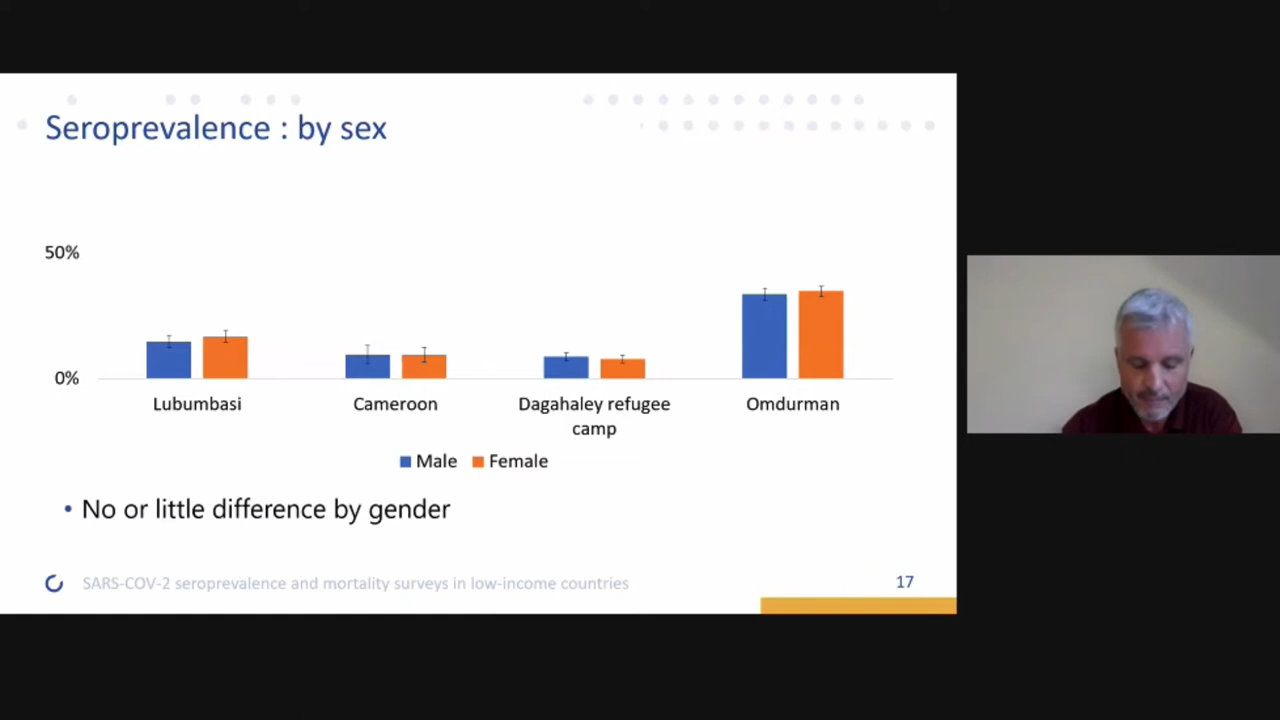 Seroprevalence : by sex
50%
0%
Lubumbasi
Cameroon
Dagahaley refugee
camp
Omdurman
Male
Female
• No or little difference by gender
SARS-COV-2 seroprevalence and mortality surveys in low-income countries
17